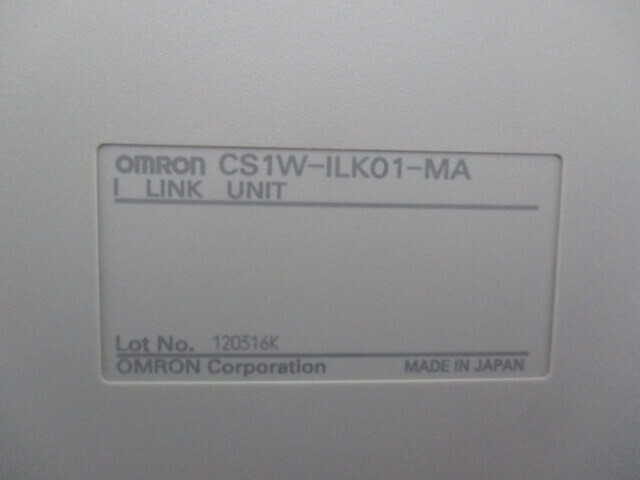 OMRON CS1W-ILK01-MA
I LINK UNIT
Lot No. 120316K
OMRON Corporation MADE IN JAPAN